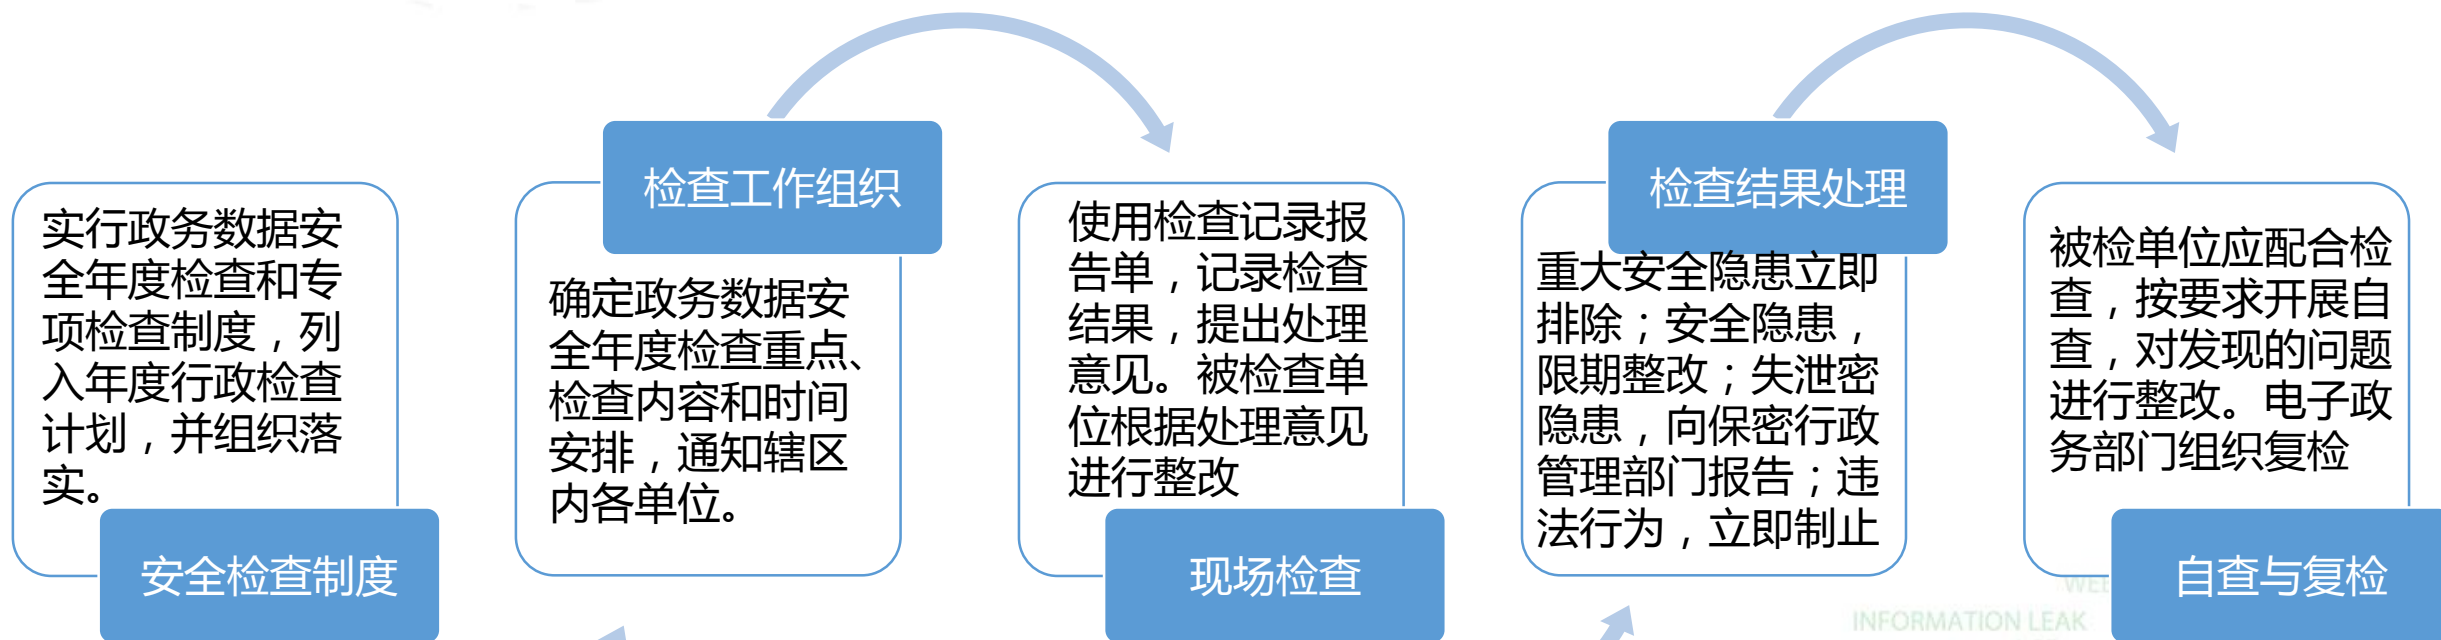 实行政务数据安
全年度检查和专
项检查制度，列
入年度行政检查
计划，并组织落
实。
安全检查制度
检查工作组织
确定政务数据安
全年度检查重点、
检查内容和时间
安排，通知辖区
内各单位。
使用检查记录报
告单，记录检查
结果，提出处理
意见。被检查单
位根据处理意见
进行整改
现场检查
检查结果处理
重大安全隐患立即
排除；安全隐患，
限期整改；失泄密
隐患，向保密行政
管理部门报告；违
法行为，立即制止
被检单位应配合检
查，按要求开展自
查，对发现的问题
进行整改。电子政
务部门组织复检
自查与复检
INFORMATION LEAK